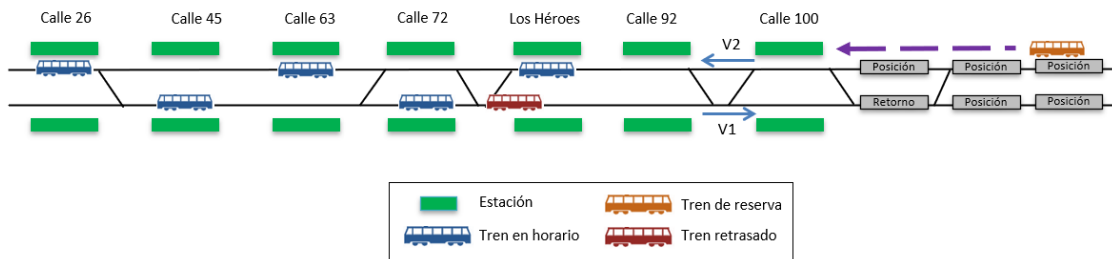 Calle 26 Calle 45 Calle 63 Calle 72 Los Héroes Calle 92 Calle 100
V2
Posición Posición Posición
Retorno Posición Posición
V1
Estación Tren de reserva
Tren en horario Tren retrasado